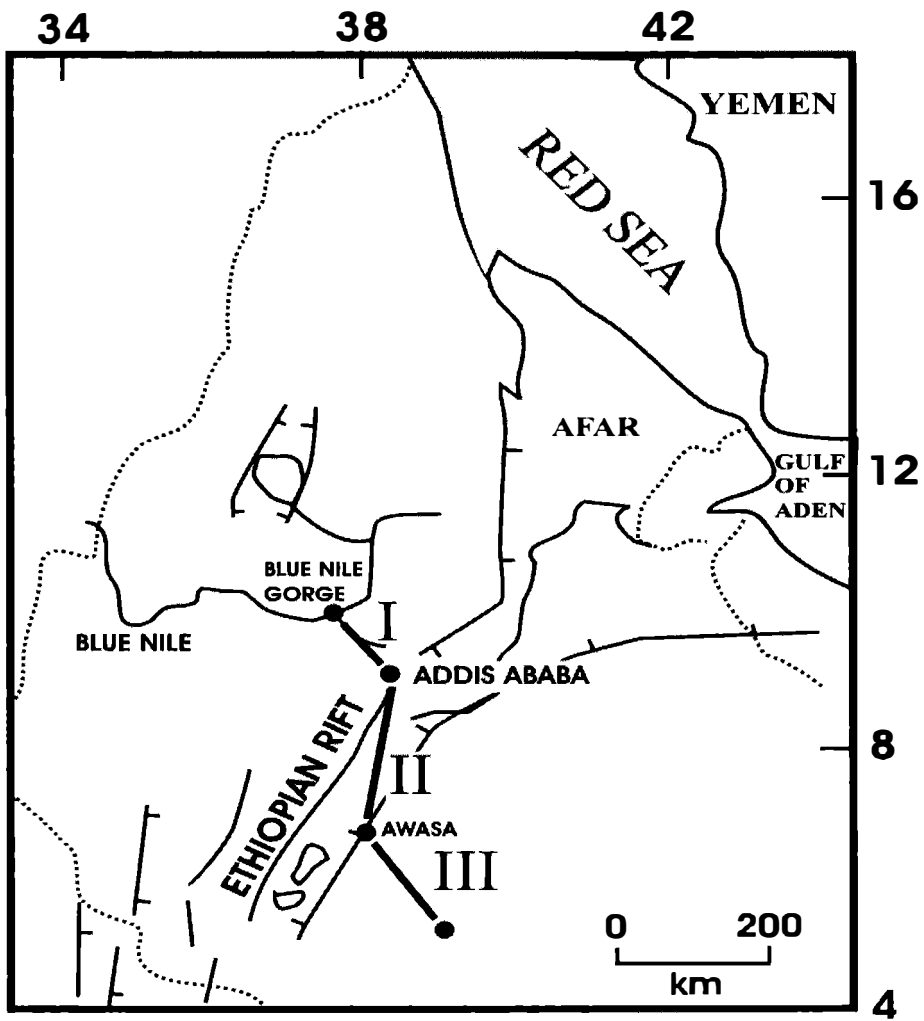 34 38 42
YEMEN
RED SEA
16
AFAR
GULF
OF
ADEN
12
BLUE NILE
GORGE
I
BLUE NILE
ADDIS ABABA
ETHIOPIAN RIFT
8
II
AWASA
III
0 200
km
4